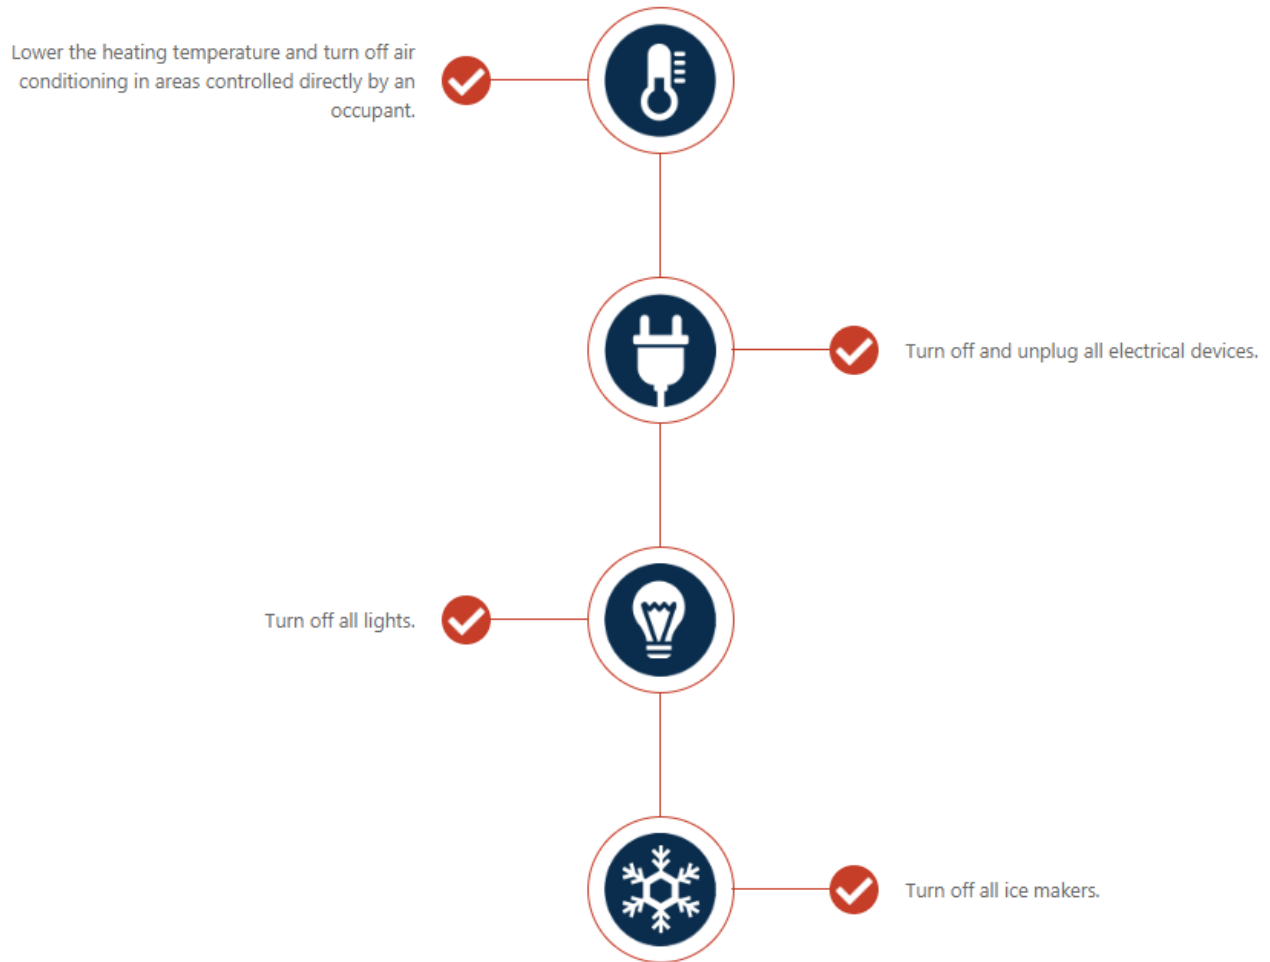 Lower the heating temperature and turn off air
conditioning in areas controlled directly by an
occupant.
Turn off and unplug all electrical devices.
Turn off all lights.
Turn off all ice makers.